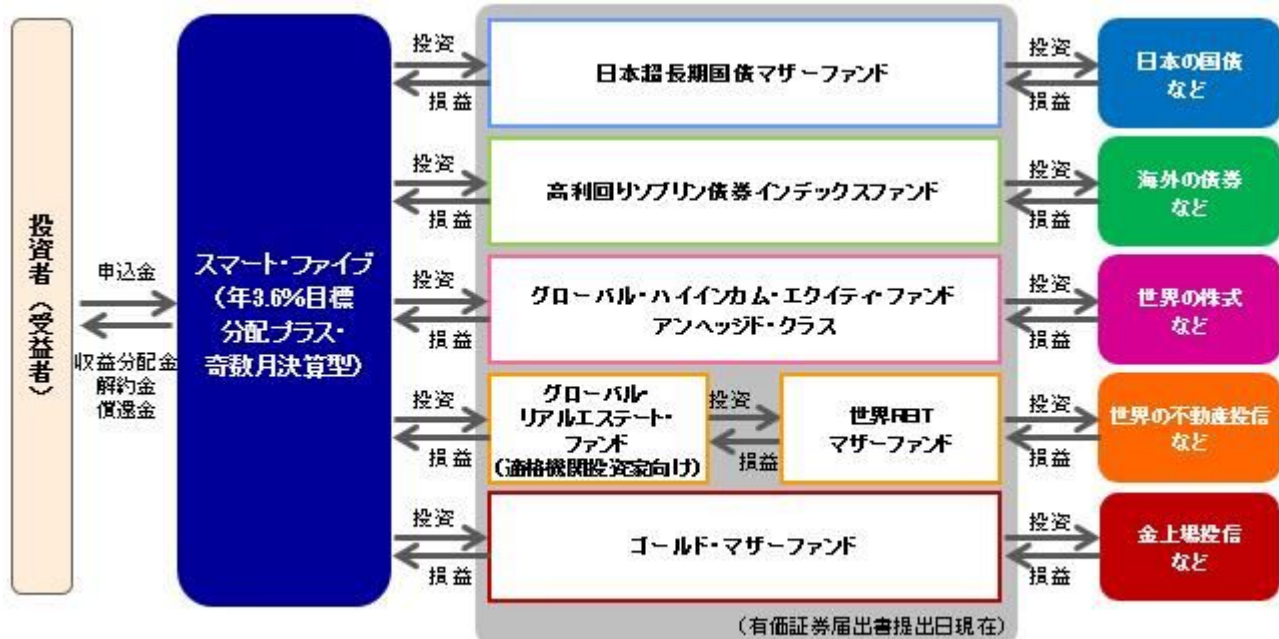 投資者（受益者）
申込金
収益分配金
解約金
償還金
スマート・ファイブ
（年3.6%目標
分配プラス・
奇数月決算型）
投資
損益
日本超長期国債マザーファンド
投資
損益
日本の国債
など
投資
損益
高利回りソブリン債券インデックスファンド
投資
損益
海外の債券
など
投資
損益
グローバル・ハイインカム・エクイティ・ファンド
アンヘッジド・クラス
投資
損益
世界の株式
など
投資
損益
グローバル・
リアルエステート・
ファンド
（適格機関投資家向け）
投資
損益
世界REIT
マザーファンド
投資
損益
世界の不動産投信
など
投資
損益
ゴールド・マザーファンド
投資
損益
金上場投信
など
（有価証券届出書提出日現在）